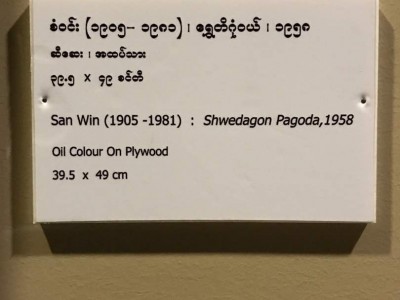 စံဝင်း (၁၉၀၅– ၁၉၈၁) ၊ ရွှေတိဂုံဝယ် ၊ ၁၉၅၈
ဆီဆေး ၊ အထပ်သား
၃၉.၅ x ၄၉ စင်တီ
San Win (1905 -1981) : Shwedagon Pagoda,1958
Oil Colour On Plywood
39.5 x 49 cm